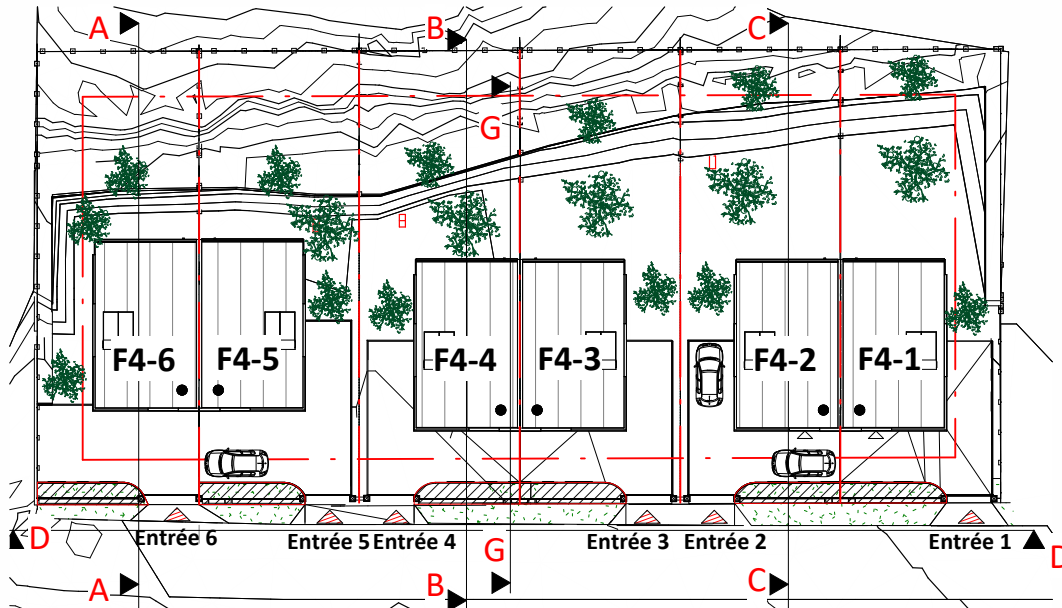 A B C
G
F4-6 F4-5 F4-4 F4-3 F4-2 F4-1
D Entrée 6 Entrée 5 Entrée 4 G Entrée 3 Entrée 2 Entrée 1 D
A B C